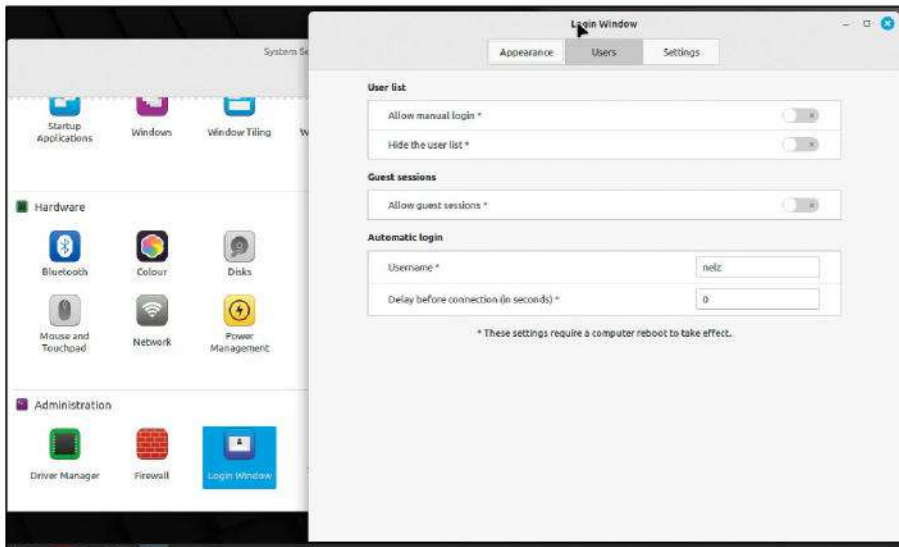 System Se
Startup
Applications
Windows
Window Tiling
W
Hardware
Bluetooth
Colour
Disks
Mouse and
Touchpad
Network
Power
Management
Administration
Driver Manager
Firewall
Login Window
Login Window
Appearance
Users
Settings
User list
Allow manual login *
Hide the user list *
Guest sessions
Allow guest sessions *
Automatic login
Username *
nelz
Delay before connection (in seconds) *
0
* These settings require a computer reboot to take effect.